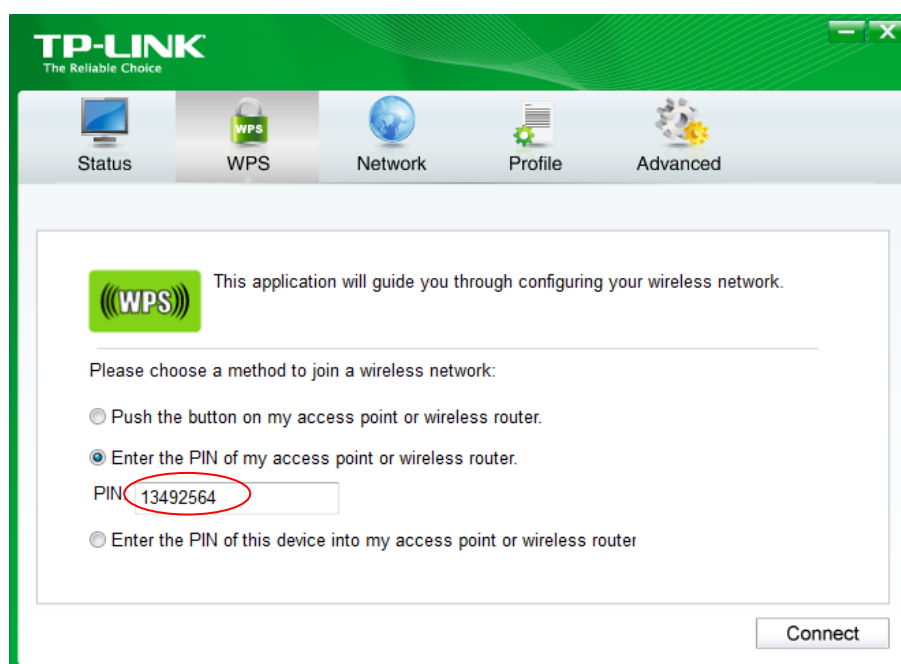 TP-LINK
The Reliable Choice
Status WPS Network Profile Advanced
WPS
This application will guide you through configuring your wireless network.
(((WPS)))
Please choose a method to join a wireless network:
Push the button on my access point or wireless router.
Enter the PIN of my access point or wireless router.
PIN: 13492564
Enter the PIN of this device into my access point or wireless router
Connect